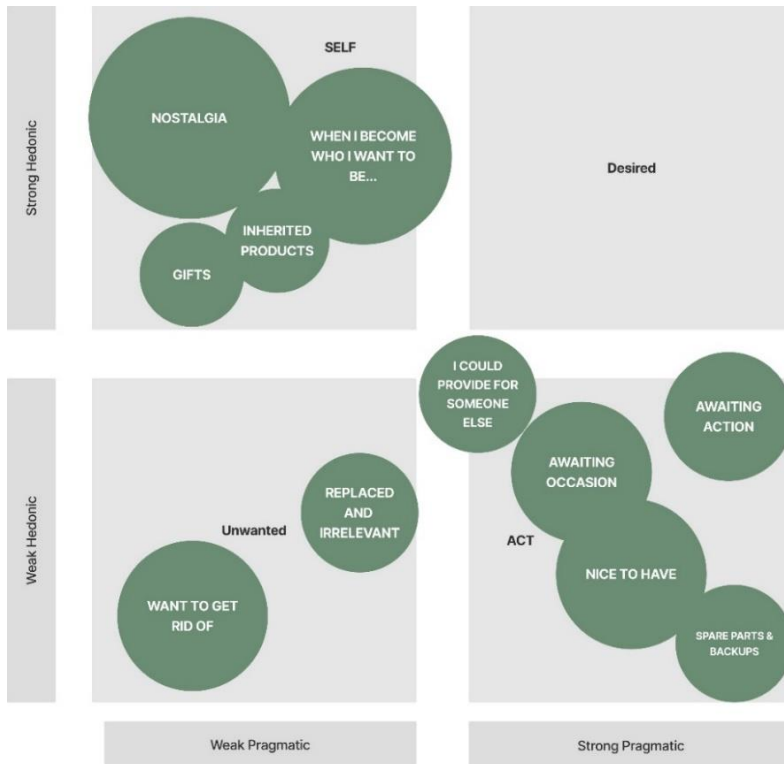 SELF
NOSTALGIA
WHEN I BECOME
WHO I WANT TO
BE...
INHERITED
PRODUCTS
GIFTS
Desired
Strong Hedonic
I COULD
PROVIDE FOR
SOMEONE
ELSE
AWAITING
ACTION
AWAITING
OCCASION
REPLACED
AND
IRRELEVANT
Unwanted
ACT
NICE TO HAVE
WANT TO GET
RID OF
SPARE PARTS &
BACKUPS
Weak Hedonic
Weak Pragmatic
Strong Pragmatic